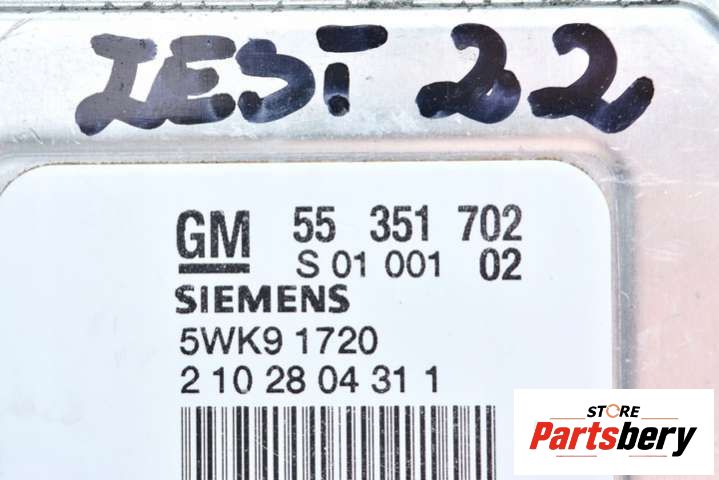 TEST 22
GM 55 351 702
S 01 001 02
SIEMENS
5WK9 1720
2 10 28 04 31 1
STORE
Partsbery